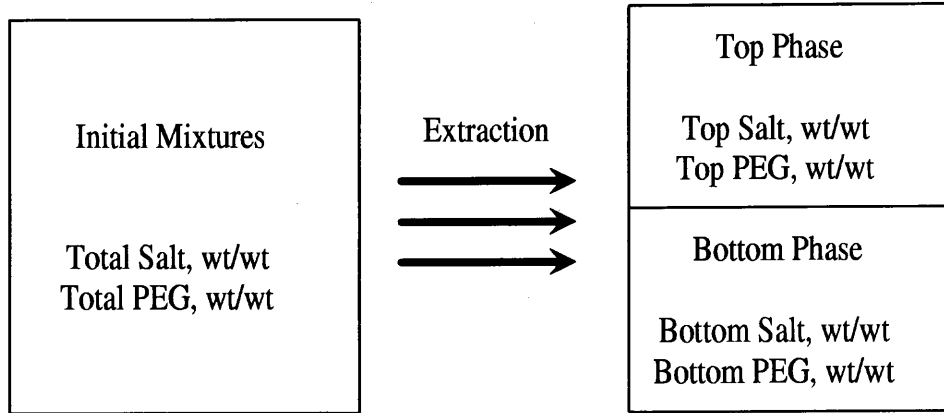 Initial Mixtures
Total Salt, wt/wt
Total PEG, wt/wt
Extraction
Top Phase
Top Salt, wt/wt
Top PEG, wt/wt
Bottom Phase
Bottom Salt, wt/wt
Bottom PEG, wt/wt